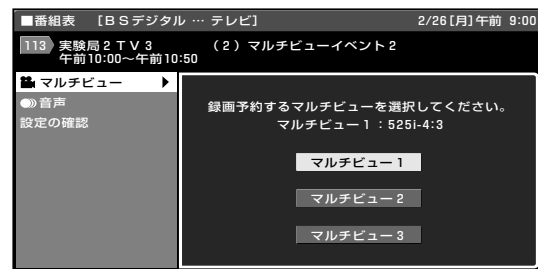 ■番組表 [BSデジタル … テレビ] 2/26[月]午前 9:00
113 実験局2TV3 (2)マルチビューイベント2
午前10:00~午前10:50
マルチビュー ▶
音声
設定の確認
録画予約するマルチビューを選択してください。
マルチビュー1:525i-4:3
マルチビュー1
マルチビュー2
マルチビュー3